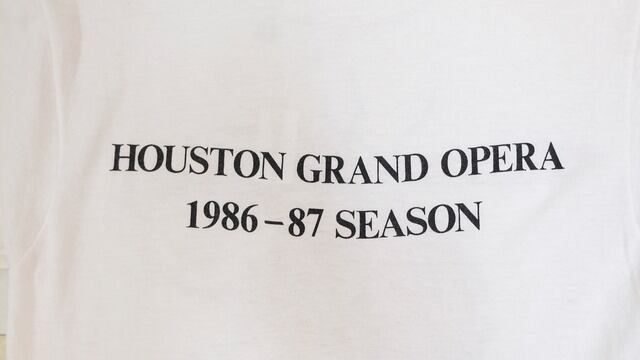 HOUSTON GRAND OPERA
1986-87 SEASON